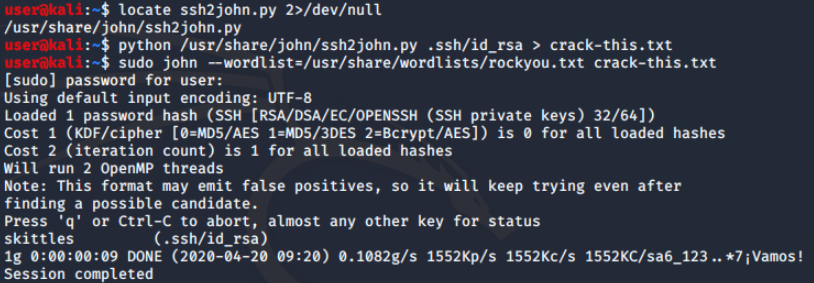 user@kali:~$ locate ssh2john.py 2>/dev/null
/usr/share/john/ssh2john.py
user@kali:~$ python /usr/share/john/ssh2john.py .ssh/id_rsa > crack-this.txt
user@kali:~$ sudo john --wordlist=/usr/share/wordlists/rockyou.txt crack-this.txt
[sudo] password for user:
Using default input encoding: UTF-8
Loaded 1 password hash (SSH [RSA/DSA/EC/OPENSSH (SSH private keys) 32/64])
Cost 1 (KDF/cipher [0=MD5/AES 1=MD5/3DES 2=Bcrypt/AES]) is 0 for all loaded hashes
Cost 2 (iteration count) is 1 for all loaded hashes
Will run 2 OpenMP threads
Note: This format may emit false positives, so it will keep trying even after
finding a possible candidate.
Press 'q' or Ctrl-C to abort, almost any other key for status
skittles         (.ssh/id_rsa)
1g 0:00:00:09 DONE (2020-04-20 09:20) 0.1082g/s 1552Kp/s 1552Kc/s 1552KC/sa6_123..*7¡Vamos!
Session completed